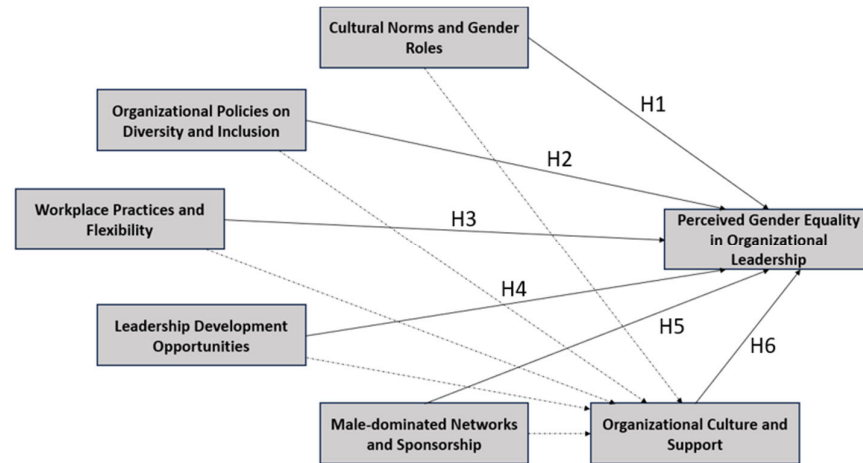 Cultural Norms and Gender
Roles
H1
Organizational Policies on
Diversity and Inclusion
H2
Workplace Practices and
Flexibility
H3
Perceived Gender Equality
in Organizational
Leadership
Leadership Development
Opportunities
H4
H5
H6
Male-dominated Networks
and Sponsorship
Organizational Culture and
Support